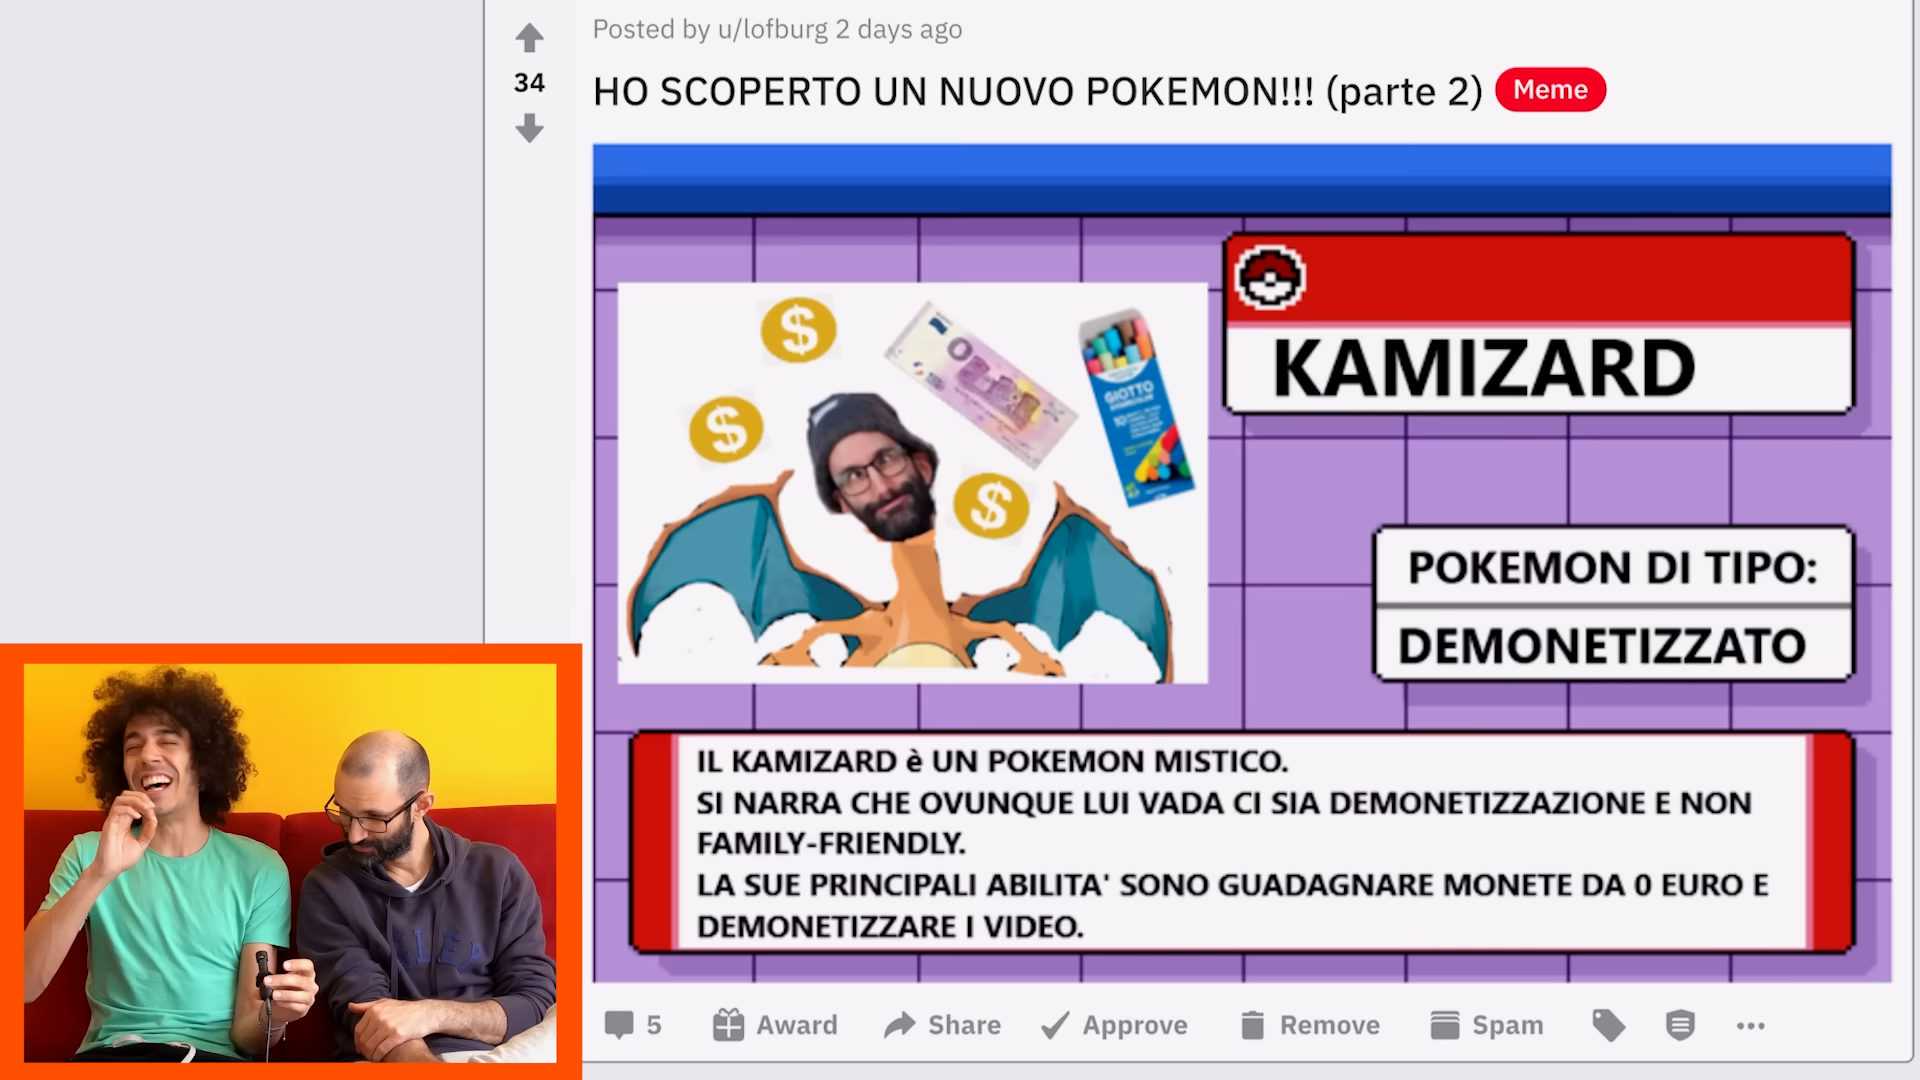 Posted by u/lofburg 2 days ago
34
HO SCOPERTO UN NUOVO POKEMON!!! (parte 2) Meme
KAMIZARD
GIOTTO
10
POKEMON DI TIPO:
DEMONETIZZATO
IL KAMIZARD è UN POKEMON MISTICO.
SI NARRA CHE OVUNQUE LUI VADA CI SIA DEMONETIZZAZIONE E NON
FAMILY-FRIENDLY.
LA SUE PRINCIPALI ABILITA' SONO GUADAGNARE MONETE DA 0 EURO E
DEMONETIZZARE I VIDEO.
5 Award Share Approve Remove Spam